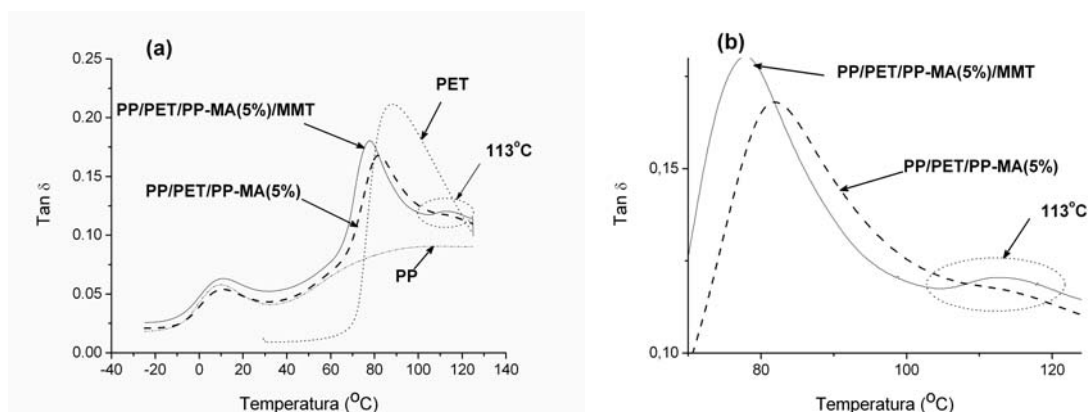 (a)
0.25
0.20
0.15
0.10
0.05
0.00
Tan δ
PP/PET/PP-MA(5%)/MMT
PET
113°C
PP/PET/PP-MA(5%)
PP
-40 -20 0 20 40 60 80 100 120 140
Temperatura (°C)
(b)
0,15
0,10
Tan δ
PP/PET/PP-MA(5%)/MMT
PP/PET/PP-MA(5%)
113°C
80 100 120
Temperatura (°C)